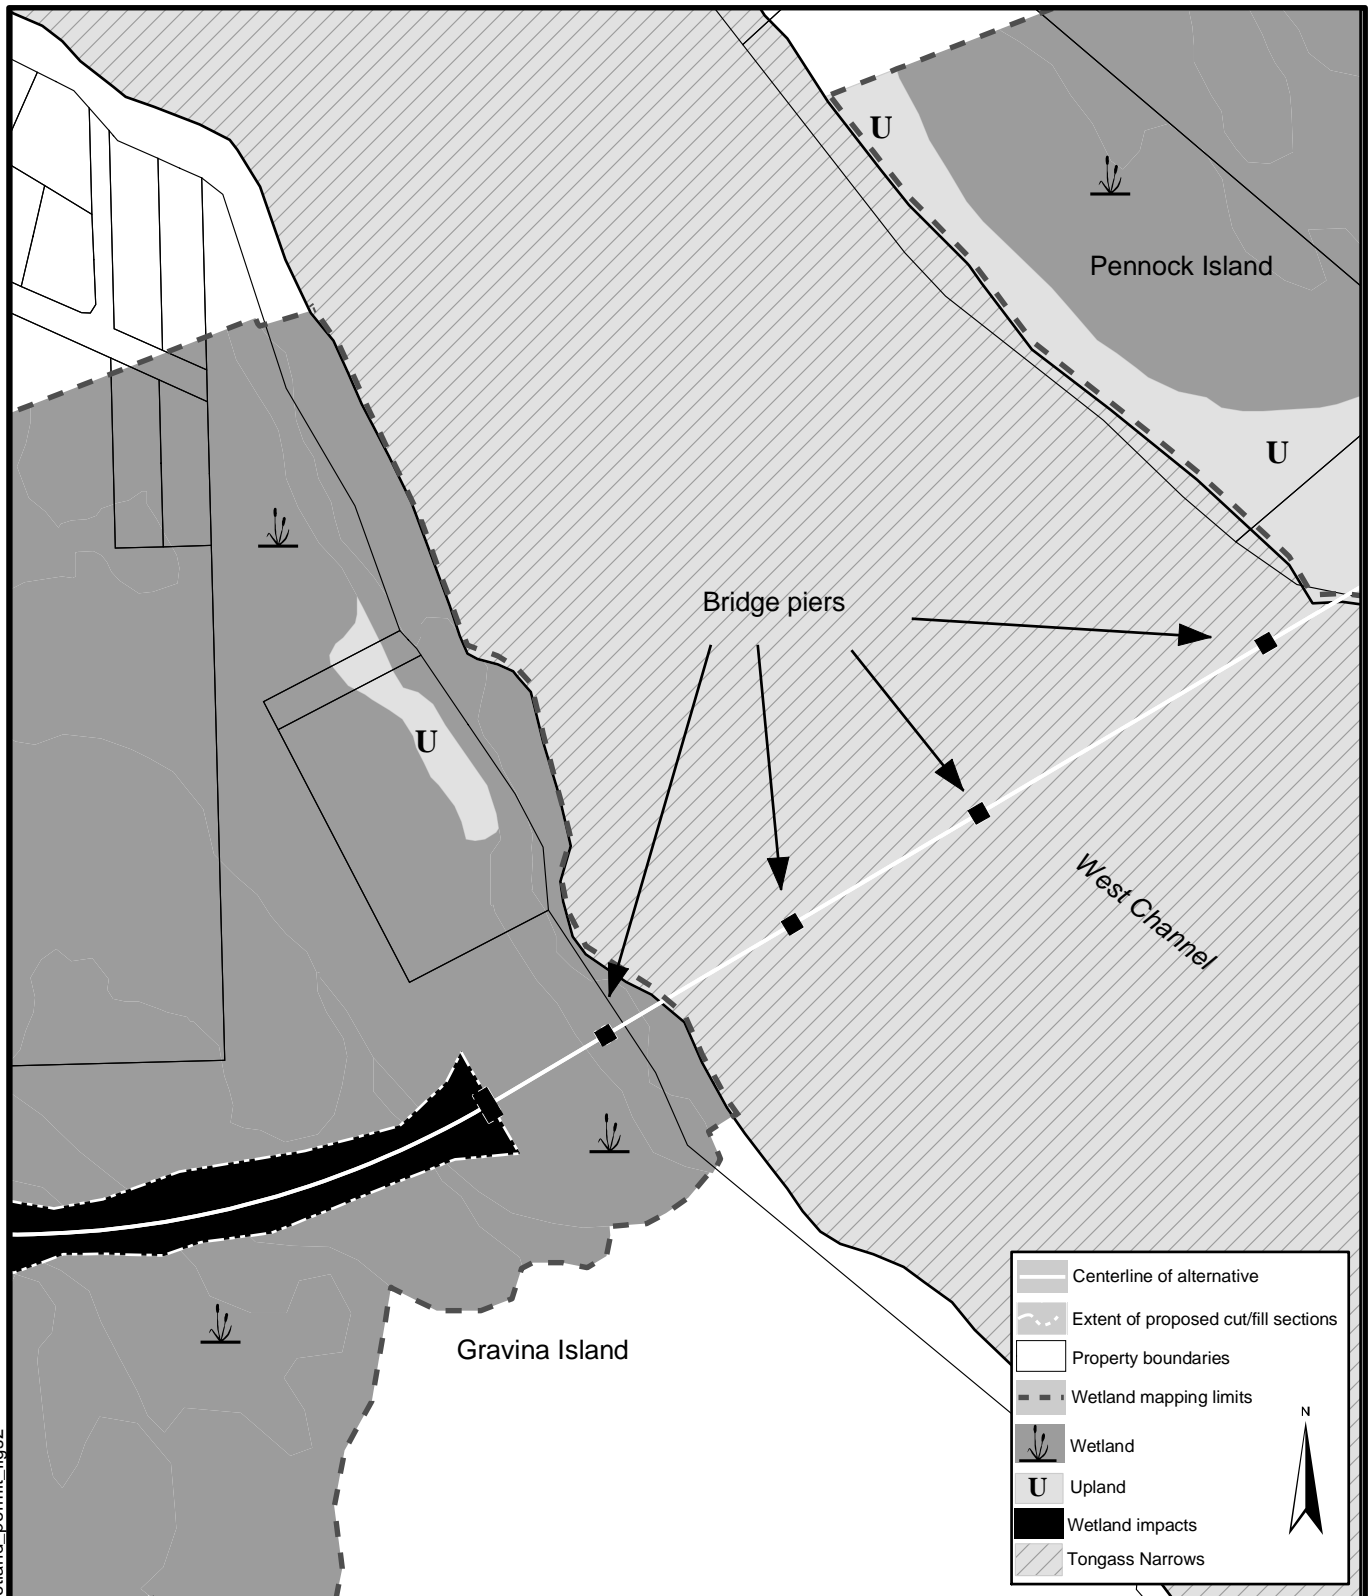 U
Pennock Island
U
Bridge piers
U
West Channel
Gravina Island
Centerline of alternative
Extent of proposed cut/fill sections
Property boundaries
Wetland mapping limits
N
Wetland
U Upland
Wetland impacts
Tongass Narrows